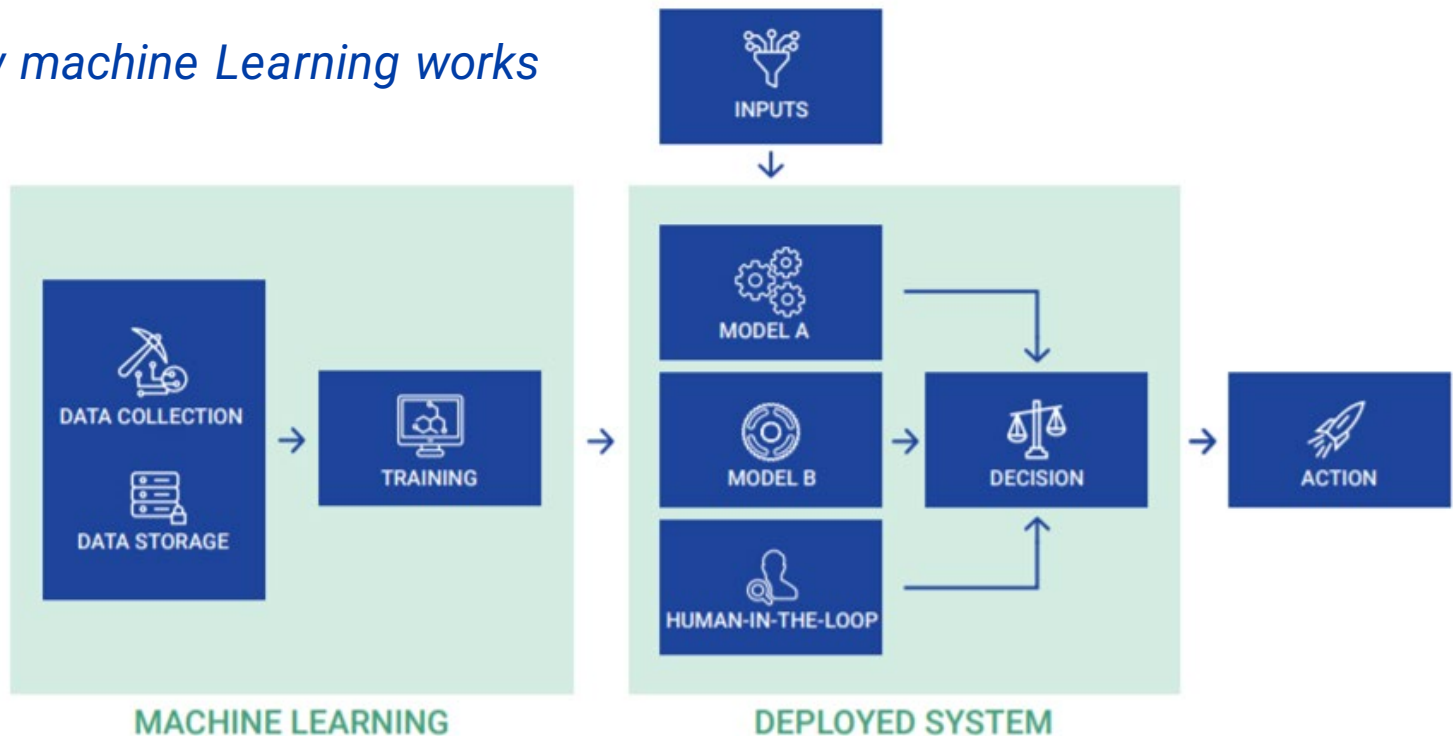 machine Learning works
INPUTS
DATA COLLECTION
DATA STORAGE
TRAINING
MODEL A
MODEL B
HUMAN-IN-THE-LOOP
DECISION
ACTION
MACHINE LEARNING
DEPLOYED SYSTEM